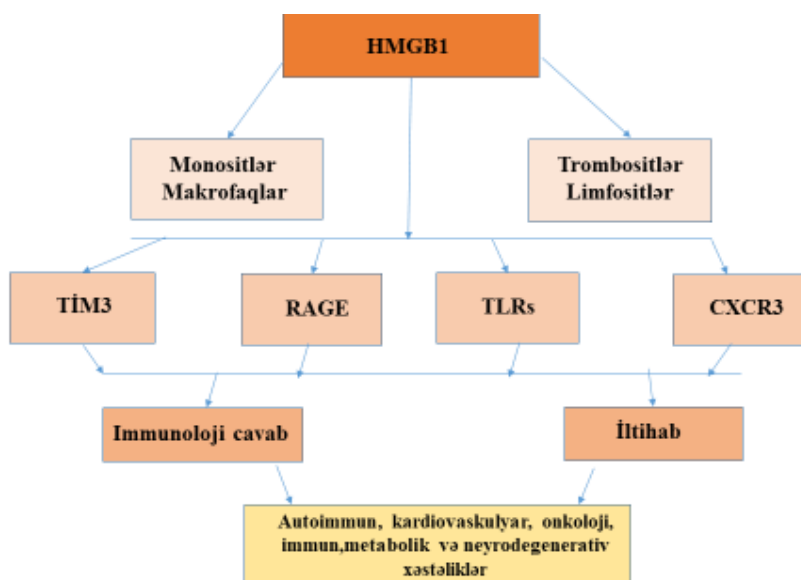 HMGB1
Monositlər
Makrofaqlar
Trombositlər
Limfositlər
TİM3
RAGE
TLRs
CXCR3
Immunoloji cavab
İltihab
Autoimmun, kardiovaskulyar, onkoloji,
immun,metabolik və neyrodegenerativ
xəstəliklər